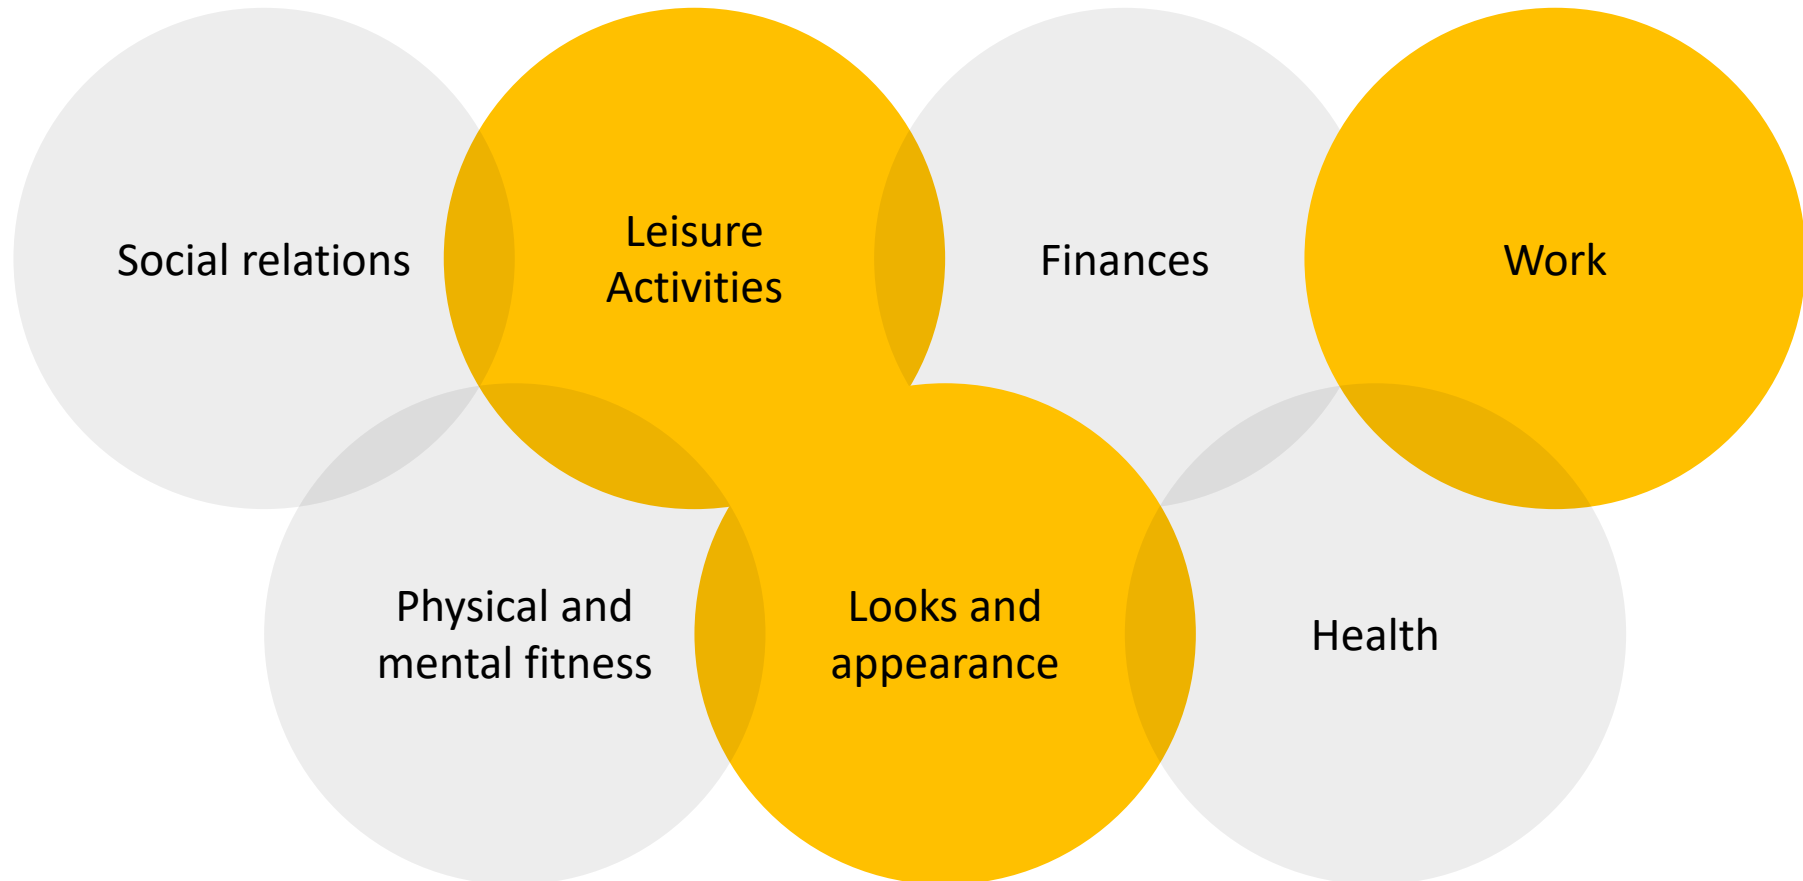 Social relations
Leisure
Activities
Finances
Work
Physical and
mental fitness
Looks and
appearance
Health